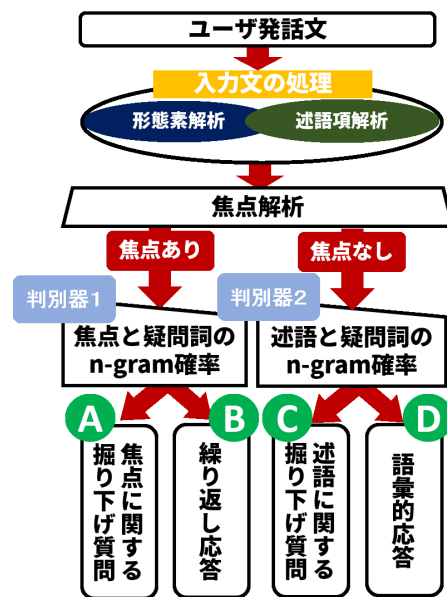 ユーザ発話文
入力文の処理
形態素解析
述語項解析
焦点解析
焦点あり
焦点なし
判別器1
焦点と疑問詞の
n-gram確率
判別器2
述語と疑問詞の
n-gram確率
A
焦点に関する
掘り下げ質問
B
繰り返し応答
C
述語に関する
掘り下げ質問
D
語彙的応答